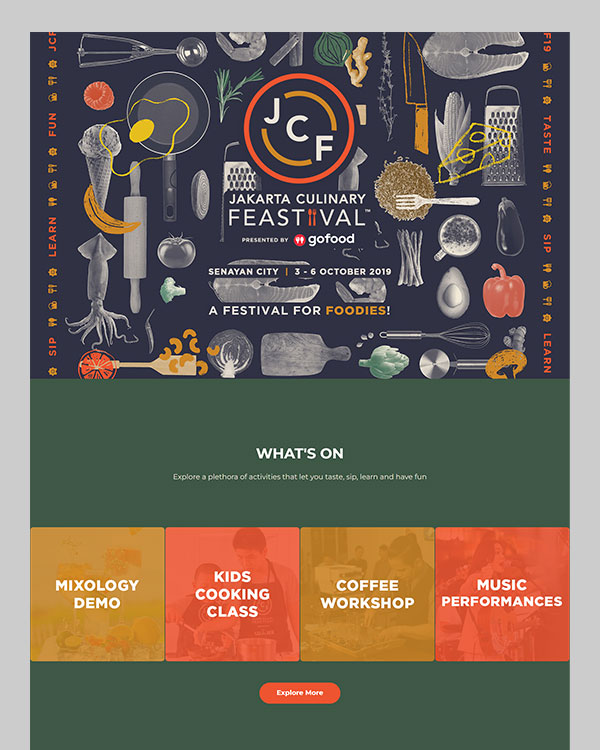 JCF
FUN
LEARN
SIP
F19
TASTE
SIP
LEARN
J C F
JAKARTA CULINARY
FEASTIVAL™
PRESENTED BY gofood
SENAYAN CITY | 3 - 6 OCTOBER 2019
A FESTIVAL FOR FOODIES!
WHAT'S ON
Explore a plethora of activities that let you taste, sip, learn and have fun
MIXOLOGY
DEMO
KIDS
COOKING
CLASS
COFFEE
WORKSHOP
MUSIC
PERFORMANCES
Explore More